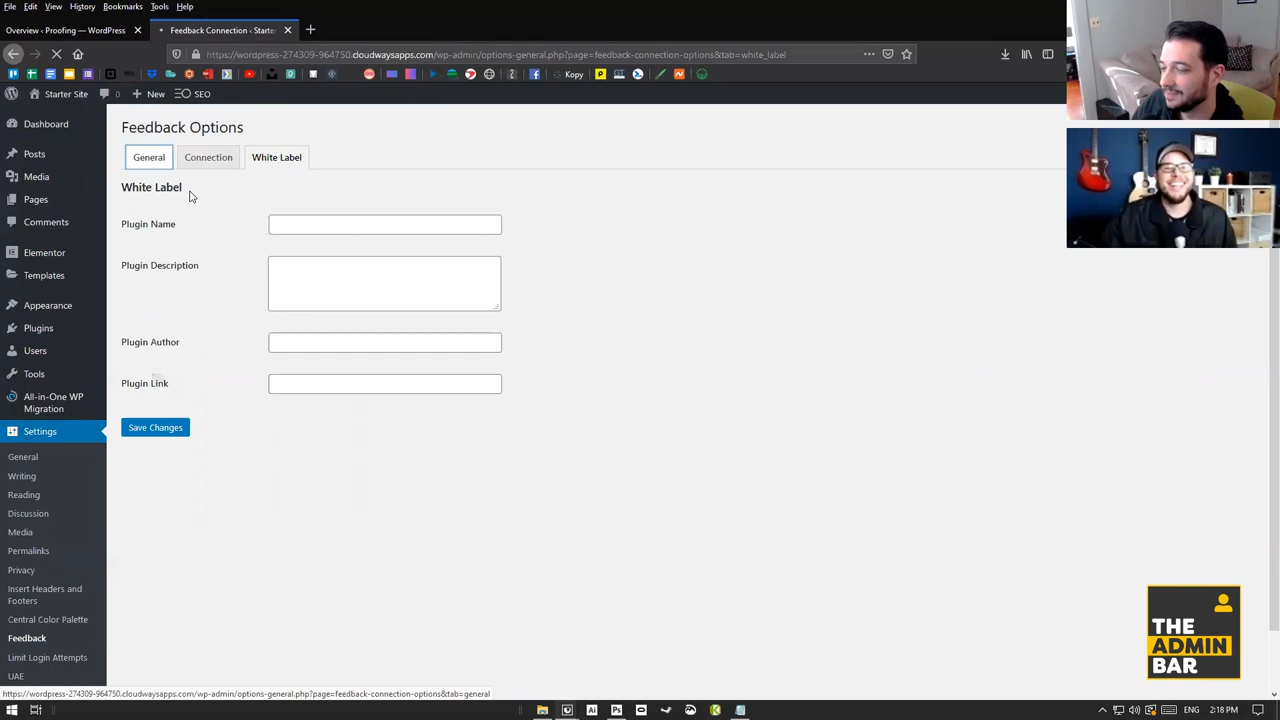 File Edit View History Bookmarks Tools Help
Overview ‹ Proofing — WordPress
Feedback Connection ‹ Starte
https://wordpress-274309-964750.cloudwaysapps.com/wp-admin/options-general.php?page=feedback-connection-options&tab=white_label
Kopy
Starter Site 0 New SEO
Dashboard
Posts
Media
Pages
Comments
Elementor
Templates
Appearance
Plugins
Users
Tools
All-in-One WP
Migration
Settings
General
Writing
Reading
Discussion
Media
Permalinks
Privacy
Insert Headers and
Footers
Central Color Palette
Feedback
Limit Login Attempts
UAE
Feedback Options
General Connection White Label
White Label
Plugin Name
Plugin Description
Plugin Author
Plugin Link
Save Changes
THE
ADMIN
BAR
https://wordpress-274309-964750.cloudwaysapps.com/wp-admin/options-general.php?page=feedback-connection-options&tab=general
Ai Ps
ENG 2:18 PM